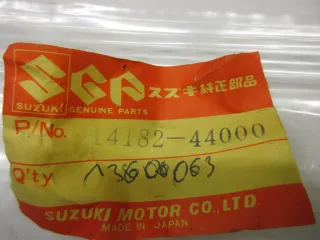 SGP スズキ純正部品
SUZUKI GENUINE PARTS
P/No. 14182-44000
Q'ty
SUZUKI MOTOR CO.,LTD.
MADE IN JAPAN